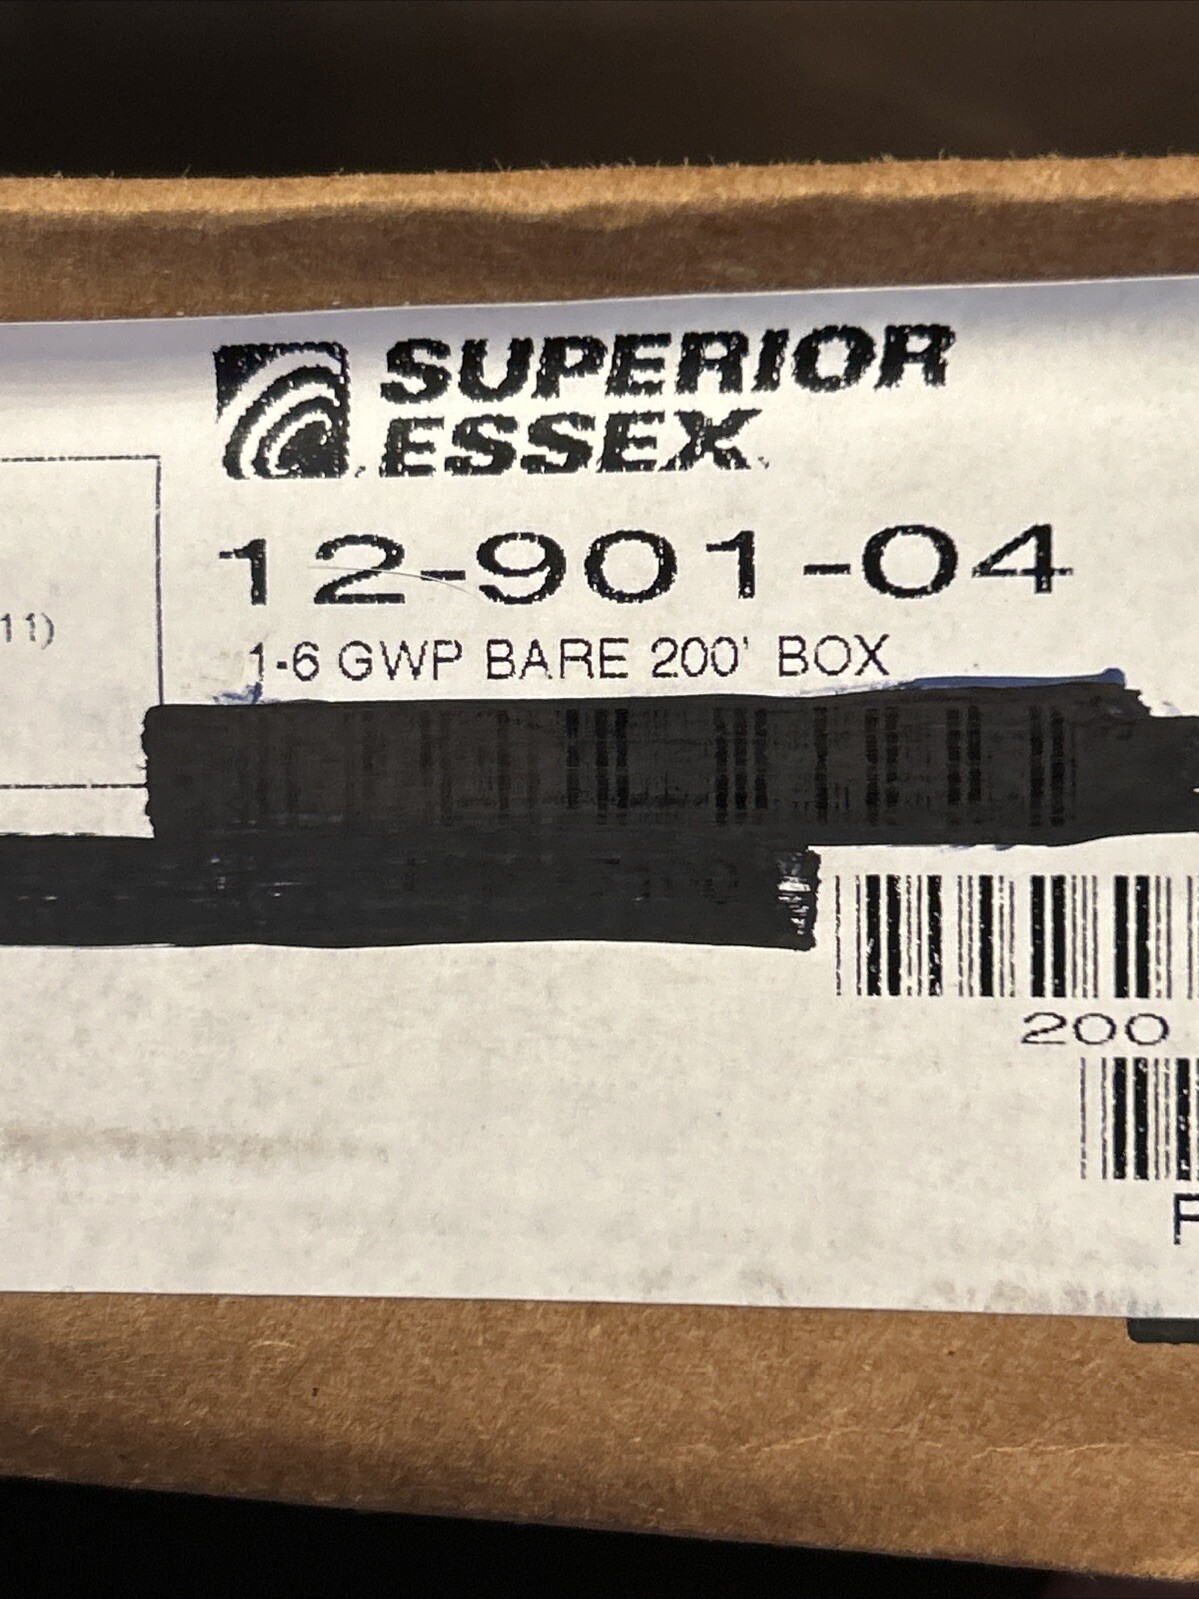 SUPERIOR
ESSEX
12-901-04
11)
1-6 GWP BARE 200' BOX
200